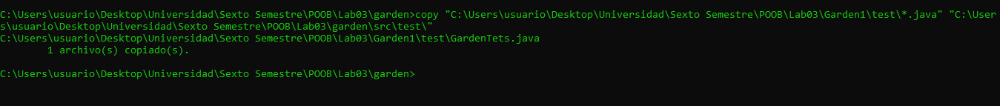 C:\Users\usuario\Desktop\Universidad\Sexto Semestre\POOB\Lab03\garden>copy "C:\Users\usuario\Desktop\Universidad\Sexto Semestre\POOB\Lab03\Garden1\test\*.java" "C:\User
s\usuario\Desktop\Universidad\Sexto Semestre\POOB\Lab03\garden\src\test\"
C:\Users\usuario\Desktop\Universidad\Sexto Semestre\POOB\Lab03\Garden1\test\GardenTets.java
        1 archivo(s) copiado(s).
C:\Users\usuario\Desktop\Universidad\Sexto Semestre\POOB\Lab03\garden>